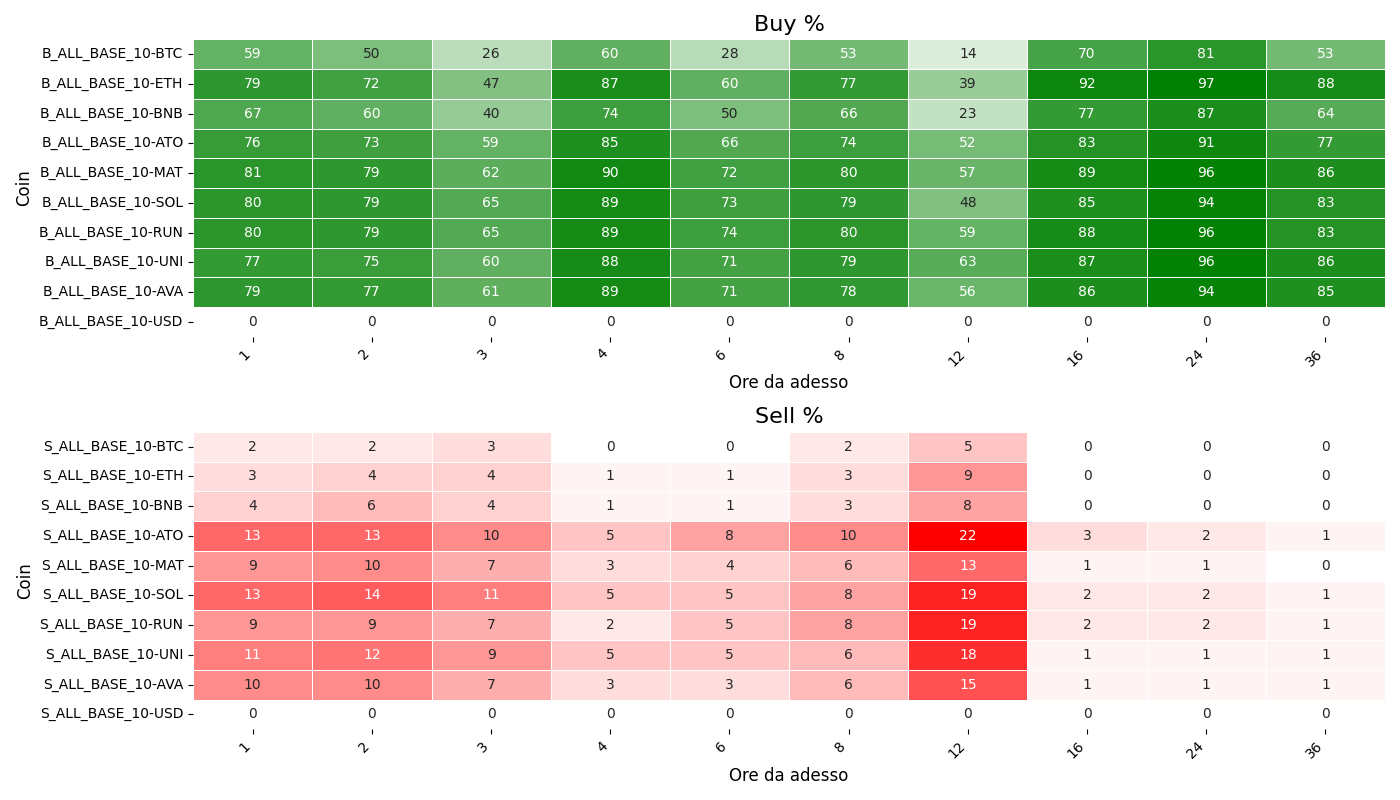 Buy %
Coin
B_ALL_BASE_10-BTC 59 50 26 60 28 53 14 70 81 53
B_ALL_BASE_10-ETH 79 72 47 87 60 77 39 92 97 88
B_ALL_BASE_10-BNB 67 60 40 74 50 66 23 77 87 64
B_ALL_BASE_10-ATO 76 73 59 85 66 74 52 83 91 77
B_ALL_BASE_10-MAT 81 79 62 90 72 80 57 89 96 86
B_ALL_BASE_10-SOL 80 79 65 89 73 79 48 85 94 83
B_ALL_BASE_10-RUN 80 79 65 89 74 80 59 88 96 83
B_ALL_BASE_10-UNI 77 75 60 88 71 79 63 87 96 86
B_ALL_BASE_10-AVA 79 77 61 89 71 78 56 86 94 85
B_ALL_BASE_10-USD 0 0 0 0 0 0 0 0 0 0
1 2 3 4 6 8 12 16 24 36
Ore da adesso
Sell %
Coin
S_ALL_BASE_10-BTC 2 2 3 0 0 2 5 0 0 0
S_ALL_BASE_10-ETH 3 4 4 1 1 3 9 0 0 0
S_ALL_BASE_10-BNB 4 6 4 1 1 3 8 0 0 0
S_ALL_BASE_10-ATO 13 13 10 5 8 10 22 3 2 1
S_ALL_BASE_10-MAT 9 10 7 3 4 6 13 1 1 0
S_ALL_BASE_10-SOL 13 14 11 5 5 8 19 2 2 1
S_ALL_BASE_10-RUN 9 9 7 2 5 8 19 2 2 1
S_ALL_BASE_10-UNI 11 12 9 5 5 6 18 1 1 1
S_ALL_BASE_10-AVA 10 10 7 3 3 6 15 1 1 1
S_ALL_BASE_10-USD 0 0 0 0 0 0 0 0 0 0
1 2 3 4 6 8 12 16 24 36
Ore da adesso